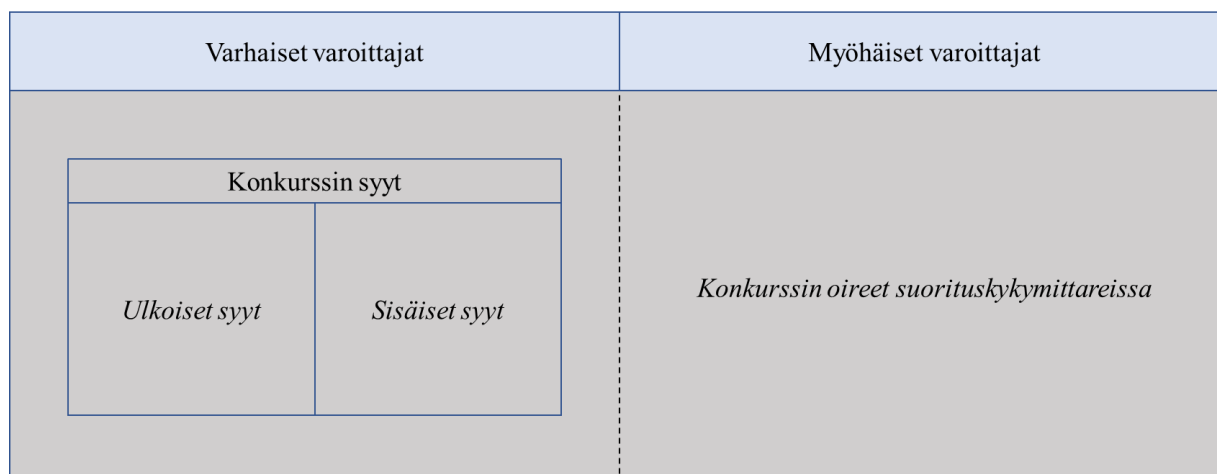 Varhaiset varoittajat
Myöhäiset varoittajat
Konkurssin syyt
Ulkoiset syyt
Sisäiset syyt
Konkurssin oireet suorituskykymittareissa